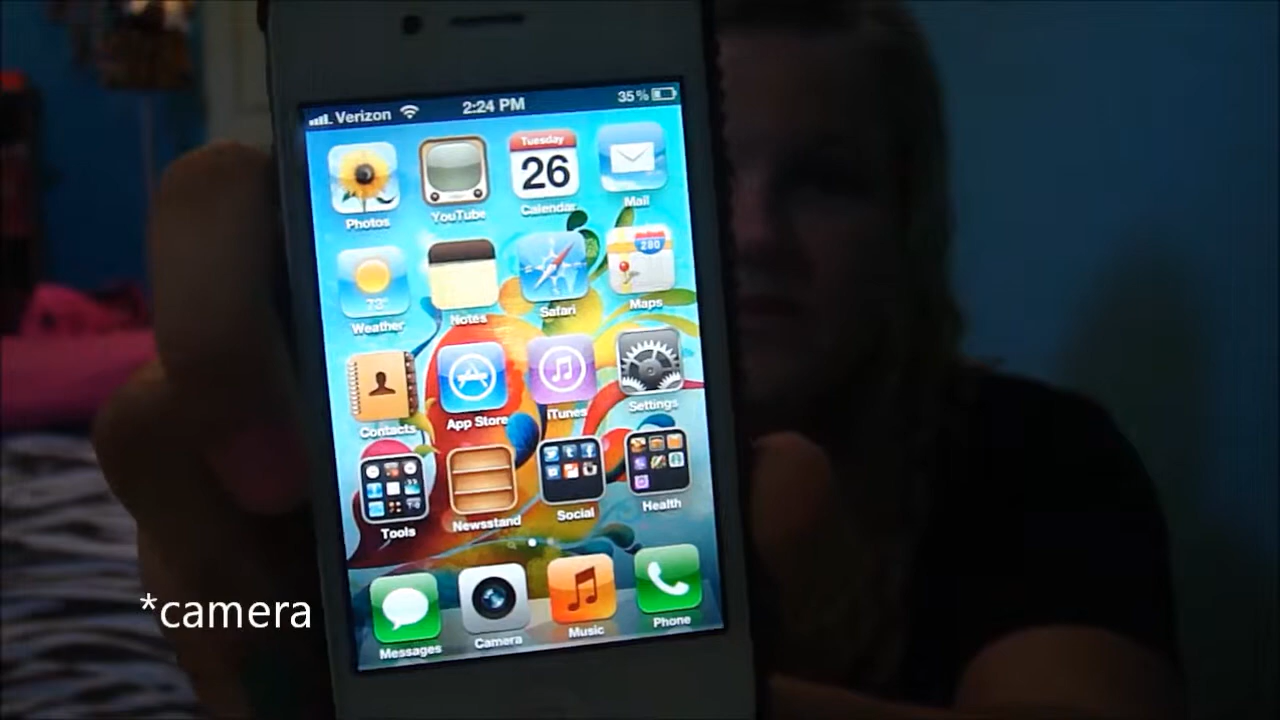 Verizon 2:24 PM 35%
Tuesday
26
Photos YouTube Calendar Mail
280
73°
Weather Notes Safari Maps
Contacts App Store iTunes Settings
Tools Newsstand Social Health
*camera
Messages Camera Music Phone